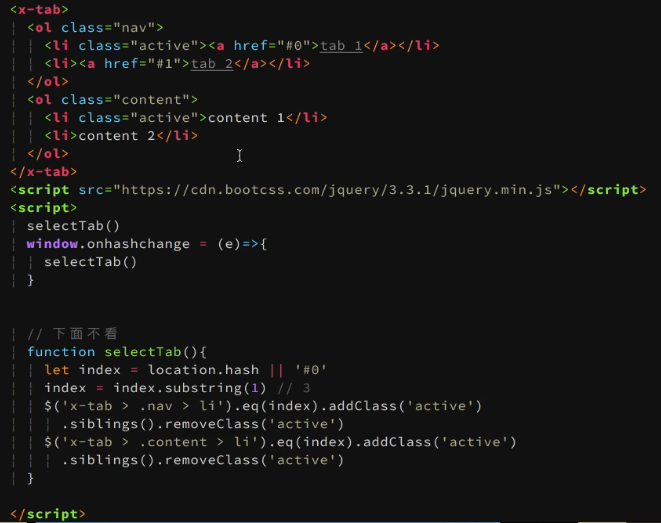 <x-tab>
<ol class="nav">
<li class="active"><a href="#0">tab 1</a></li>
<li><a href="#1">tab 2</a></li>
</ol>
<ol class="content">
<li class="active">content 1</li>
<li>content 2</li>
</ol>
</x-tab>
<script src="https://cdn.bootcss.com/jquery/3.3.1/jquery.min.js"></script>
<script>
selectTab()
window.onhashchange = (e)=>{
selectTab()
}
// 下面不看
function selectTab(){
let index = location.hash || '#0'
index = index.substring(1) // 3
$('x-tab > .nav > li').eq(index).addClass('active')
.siblings().removeClass('active')
$('x-tab > .content > li').eq(index).addClass('active')
.siblings().removeClass('active')
}
</script>